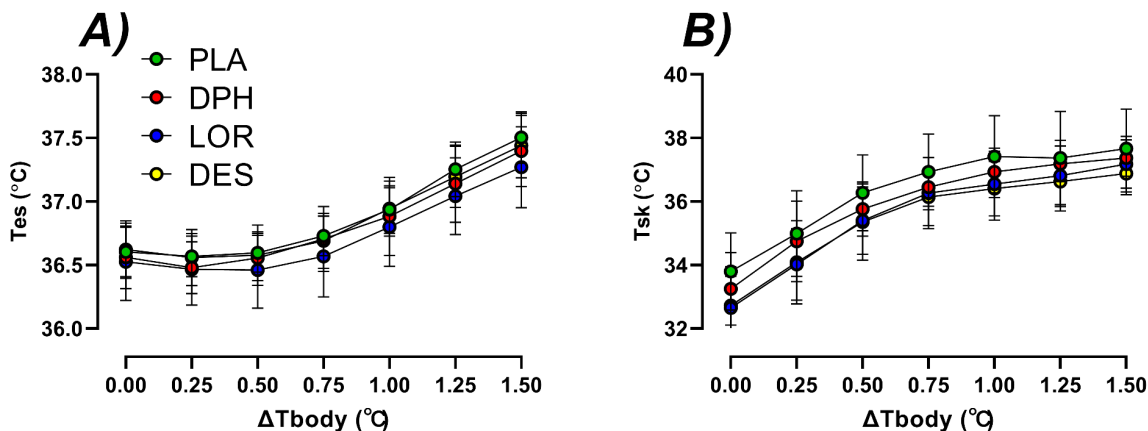 A)
PLA
DPH
LOR
DES
Tes (°C)
38.0
37.5
37.0
36.5
36.0
0.00 0.25 0.50 0.75 1.00 1.25 1.50
ΔTbody (°C)
B)
Tsk (°C)
40
38
36
34
32
0.00 0.25 0.50 0.75 1.00 1.25 1.50
ΔTbody (°C)